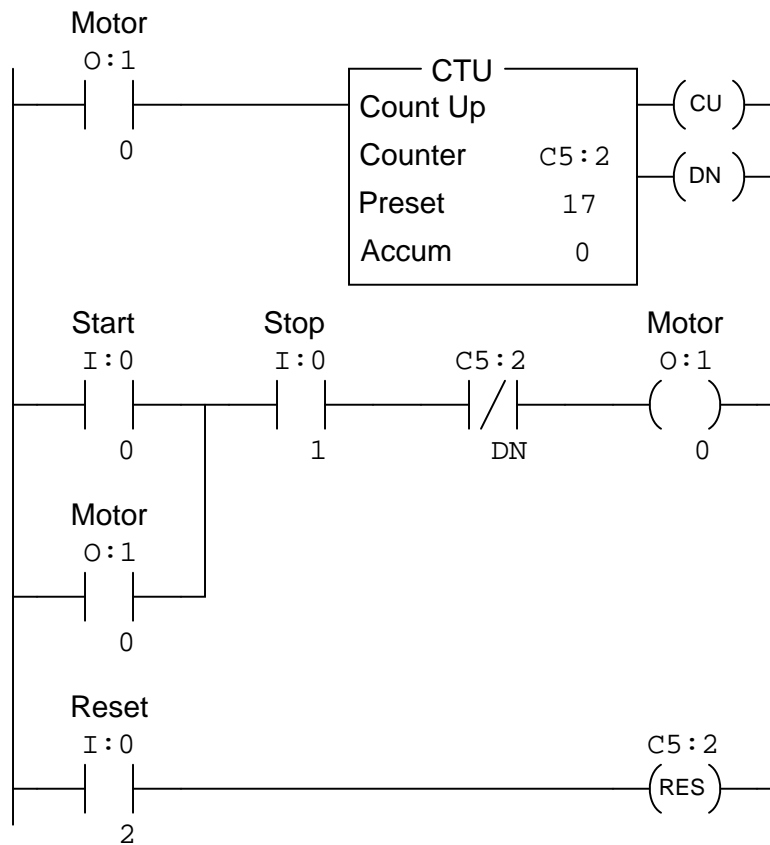 Motor
O:1
0
CTU
Count Up
Counter C5:2
Preset 17
Accum 0
CU
DN
Start Stop Motor
I:0 I:0 C5:2 O:1
0 1 DN 0
Motor
O:1
0
Reset
I:0 C5:2
RES
2